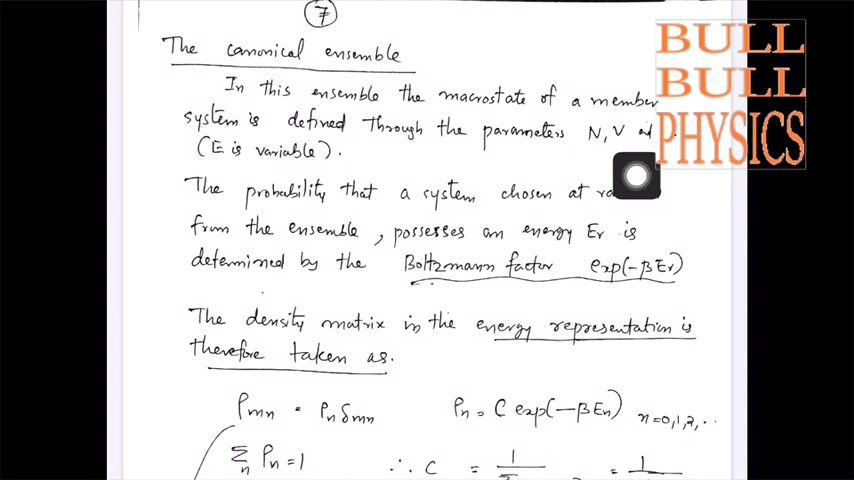 7
The canonical ensemble
In this ensemble the macrostate of a member
system is defined through the parameters N, V
(E is variable).
The probability that a system chosen at
from the ensemble, possesses an energy Er is
determined by the Boltzmann factor exp(-βEr)
The density matrix in the energy representation is
therefore taken as.
ρmn = ρn δmn    ρn = C exp(-βEn) n=0,1,2,..
Σn ρn = 1    ∴ C = 1/Σ = 1/
BULL
BULL
PHYSICS